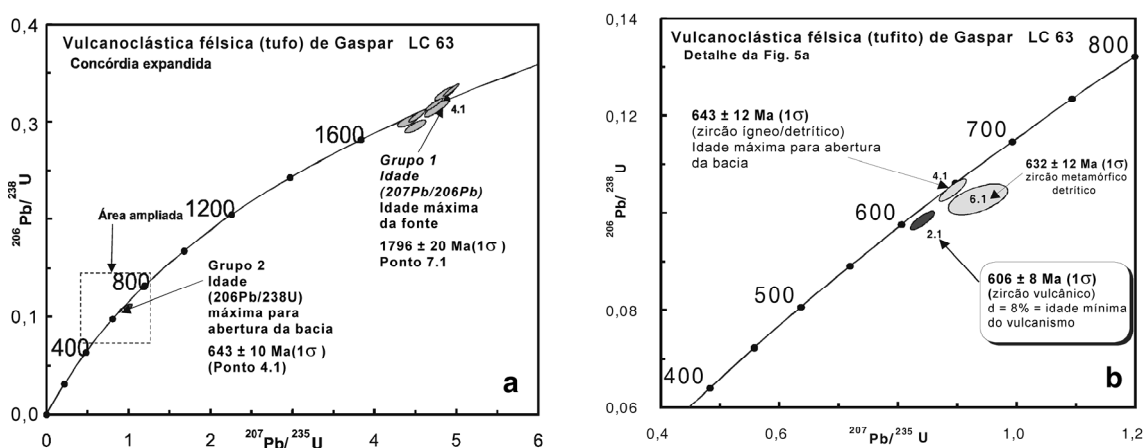 Vulcanoclástica félsica (tufo) de Gaspar LC 63
Concórdia expandida
0,4
0,3
0,2
0,1
0,0
206Pb/238U
0
1
2
3
4
5
6
207Pb/235U
400
800
1200
1600
Área ampliada
4.1
Grupo 1
Idade
(207Pb/206Pb)
Idade máxima
da fonte
1796 ± 20 Ma(1σ)
Ponto 7.1
Grupo 2
Idade
(206Pb/238U)
máxima para
abertura da bacia
643 ± 10 Ma(1σ)
(Ponto 4.1)
a
Vulcanoclástica félsica (tufito) de Gaspar LC 63
Detalhe da Fig. 5a
0,14
0,12
0,10
0,08
0,06
206Pb/238U
0,4
0,6
0,8
1,0
1,2
207Pb/235U
400
500
600
700
800
643 ± 12 Ma (1σ)
(zircão ígneo/detrítico)
Idade máxima para abertura
da bacia
4.1
632 ± 12 Ma (1σ)
zircão metamórfico
detrítico
6.1
2.1
606 ± 8 Ma (1σ)
(zircão vulcânico)
d = 8% = idade mínima
do vulcanismo
b